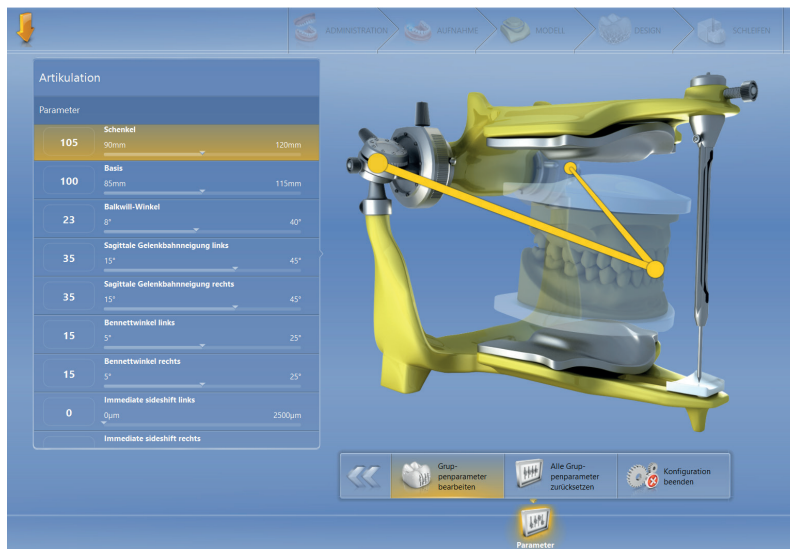 ADMINISTRATION
AUFNAHME
MODELL
DESIGN
SCHLEIFEN
Artikulation
Parameter
Schenkel
105
90mm 120mm
Basis
100
85mm 115mm
Balkwill-Winkel
23
8° 40°
Sagittale Gelenkbahnneigung links
35
15° 45°
Sagittale Gelenkbahnneigung rechts
35
15° 45°
Bennettwinkel links
15
5° 25°
Bennettwinkel rechts
15
5° 25°
Immediate sideshift links
0
0µm 2500µm
Immediate sideshift rechts
Grup-
penparameter
bearbeiten
Alle Grup-
penparameter
zurücksetzen
Konfiguration
beenden
Parameter